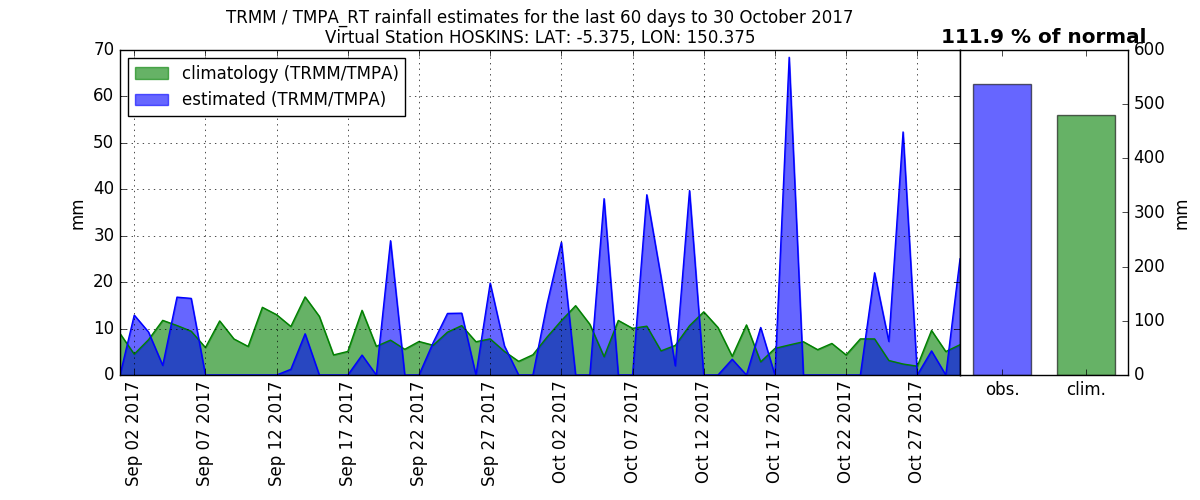 TRMM / TMPA_RT rainfall estimates for the last 60 days to 30 October 2017
Virtual Station HOSKINS: LAT: -5.375, LON: 150.375
111.9 % of normal
climatology (TRMM/TMPA)
estimated (TRMM/TMPA)
70
60
50
40
30
20
10
0
mm
Sep 02 2017
Sep 07 2017
Sep 12 2017
Sep 17 2017
Sep 22 2017
Sep 27 2017
Oct 02 2017
Oct 07 2017
Oct 12 2017
Oct 17 2017
Oct 22 2017
Oct 27 2017
obs.
clim.
600
500
400
300
200
100
0
mm